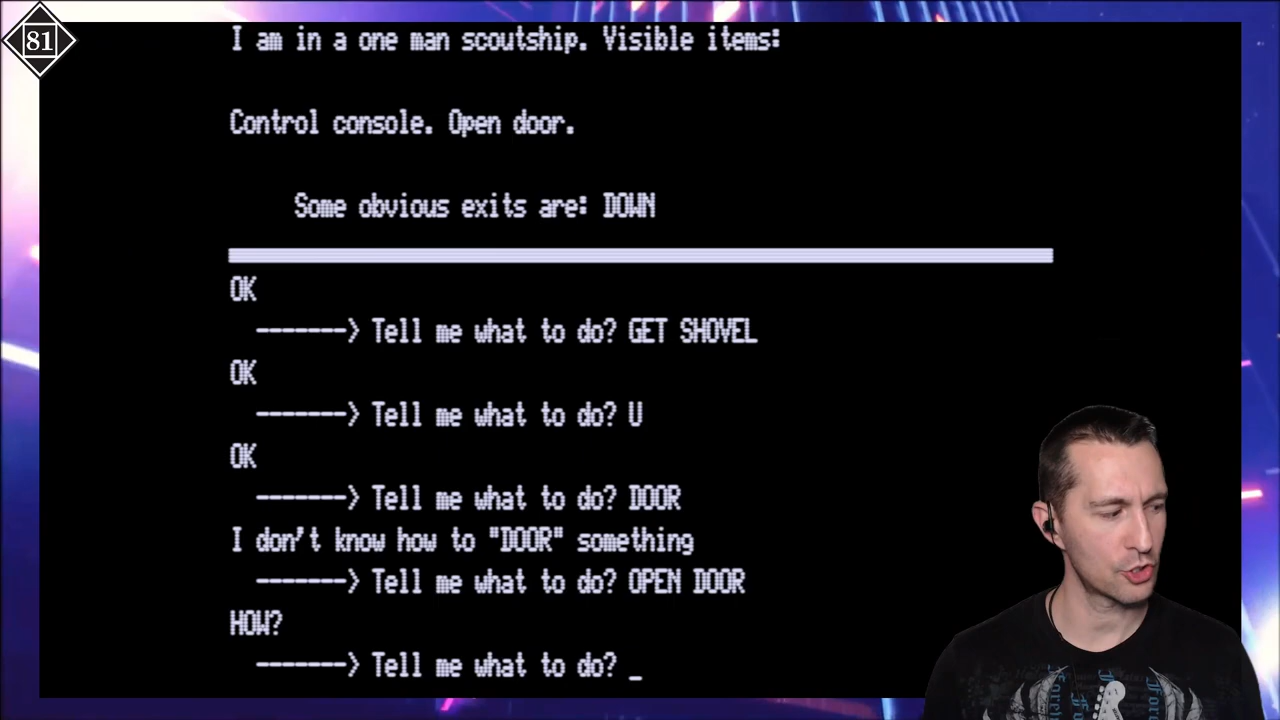 81
I am in a one man scoutship. Visible items:
Control console. Open door.
Some obvious exits are: DOWN
OK
-------> Tell me what to do? GET SHOVEL
OK
-------> Tell me what to do? U
OK
-------> Tell me what to do? DOOR
I don't know how to "DOOR" something
-------> Tell me what to do? OPEN DOOR
HOW?
-------> Tell me what to do? _